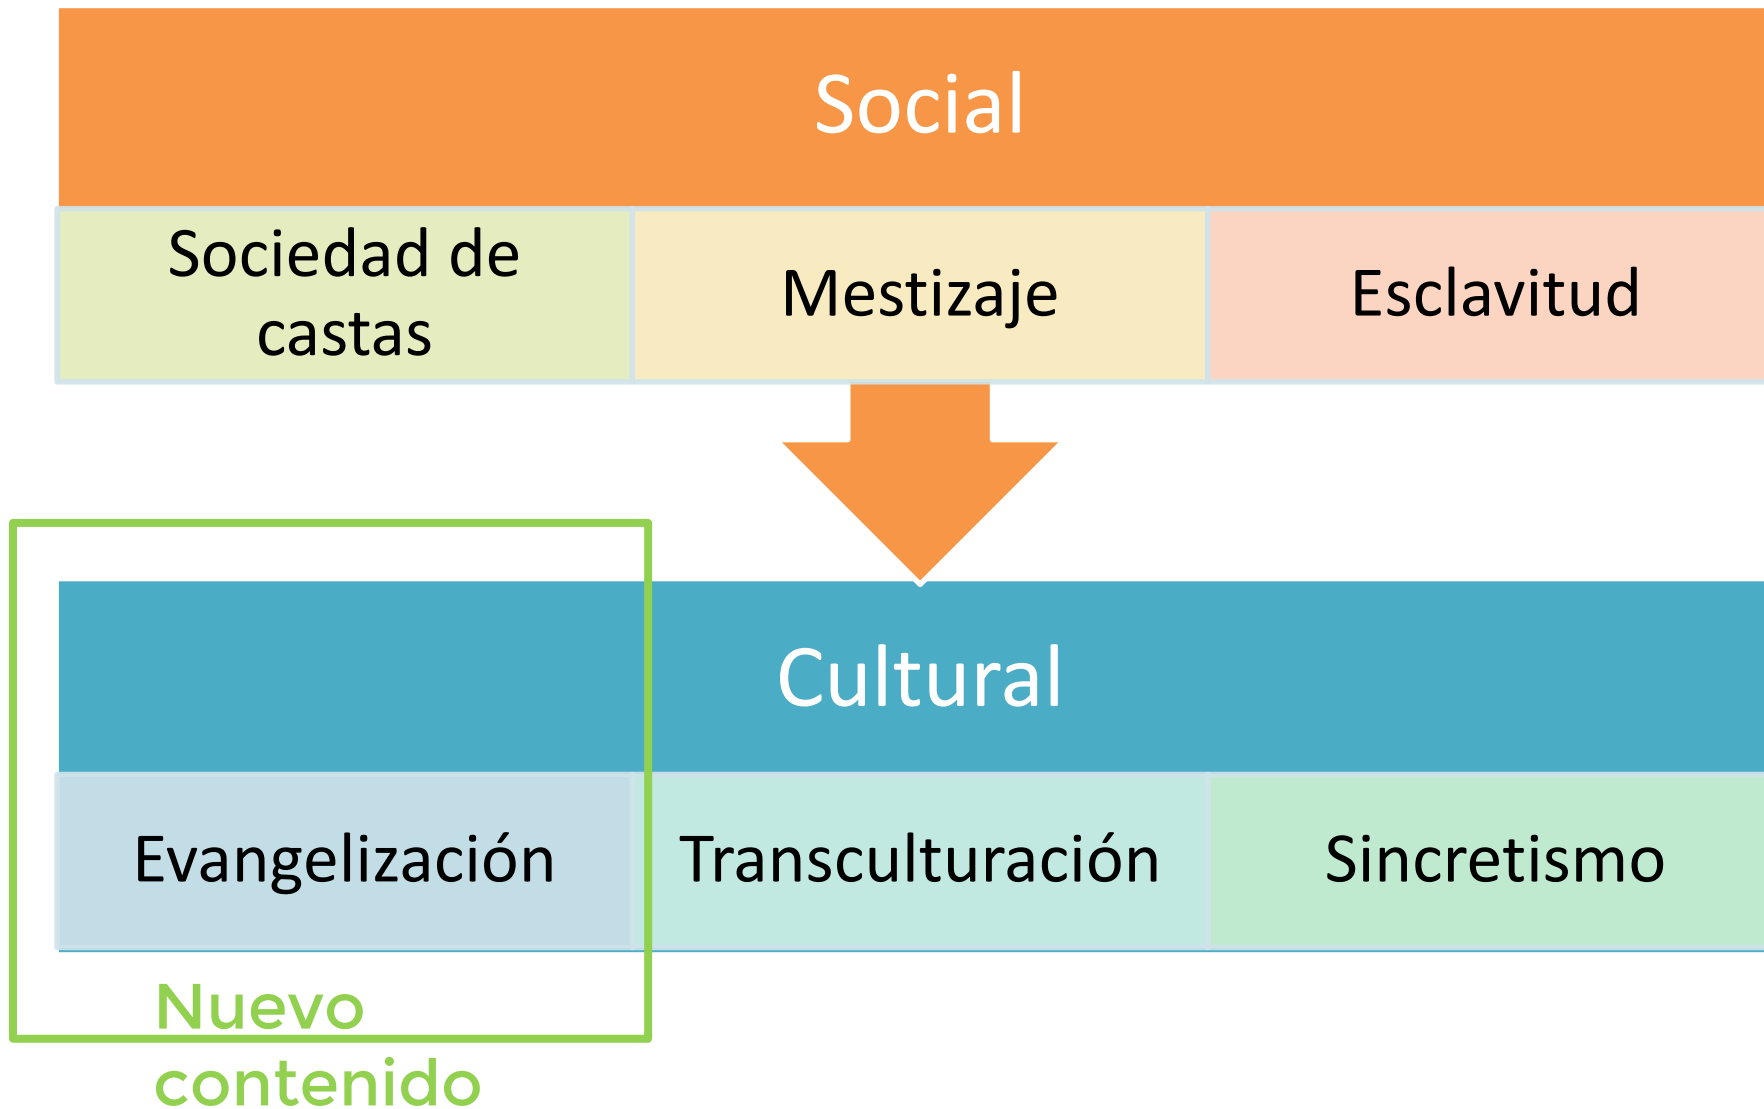 Social
Sociedad de
castas
Mestizaje
Esclavitud
Cultural
Evangelización
Transculturación
Sincretismo
Nuevo
contenido